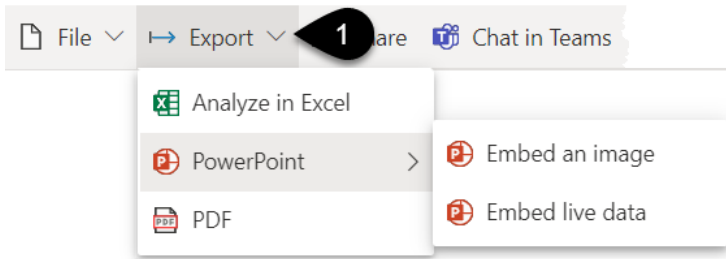 File Export 1 are Chat in Teams
Analyze in Excel
PowerPoint
Embed an image
PDF
Embed live data